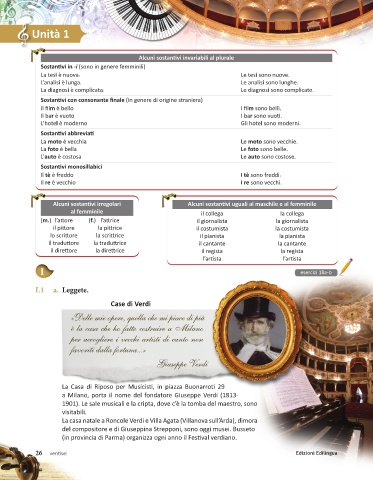 Unità 1
Alcuni sostantivi invariabili al plurale
Sostantivi in -i (sono in genere femminili)
La tesi è nuova. Le tesi sono nuove.
L'analisi è lunga. Le analisi sono lunghe.
La diagnosi è complicata. Le diagnosi sono complicate.
Sostantivi con consonante finale (in genere di origine straniera)
Il film è bello I film sono belli.
Il bar è vuoto I bar sono vuoti.
L'hotel è moderno Gli hotel sono moderni.
Sostantivi abbreviati
La moto è vecchia Le moto sono vecchie.
La foto è bella Le foto sono belle.
L'auto è costosa Le auto sono costose.
Sostantivi monosillabici
Il tè è freddo I tè sono freddi.
Il re è vecchio I re sono vecchi.
Alcuni sostantivi irregolari
al femminile
(m.) l'attore (f.) l'attrice
il pittore la pittrice
lo scrittore la scrittrice
il traduttore la traduttrice
il direttore la direttrice
Alcuni sostantivi uguali al maschile e al femminile
il collega la collega
il giornalista la giornalista
il costumista la costumista
il pianista la pianista
il cantante la cantante
il regista la regista
l'artista l'artista
1
esercizi 18a-b
I.1 a. Leggete.
Case di Verdi
«Delle mie opere, quella che mi piace di più
è la casa che ho fatto costruire a Milano
per accogliere i vecchi artisti di canto non
favoriti dalla fortuna...»
Giuseppe Verdi
La Casa di Riposo per Musicisti, in piazza Buonarroti 29
a Milano, porta il nome del fondatore Giuseppe Verdi (1813-
1901). Le sale musicali e la cripta, dove c'è la tomba del maestro, sono
visitabili.
La casa natale a Roncole Verdi e Villa Agata (Villanova sull'Arda), dimora
del compositore e di Giuseppina Strepponi, sono oggi musei. Busseto
(in provincia di Parma) organizza ogni anno il Festival verdiano.
26 ventisei
Edizioni Edilingua